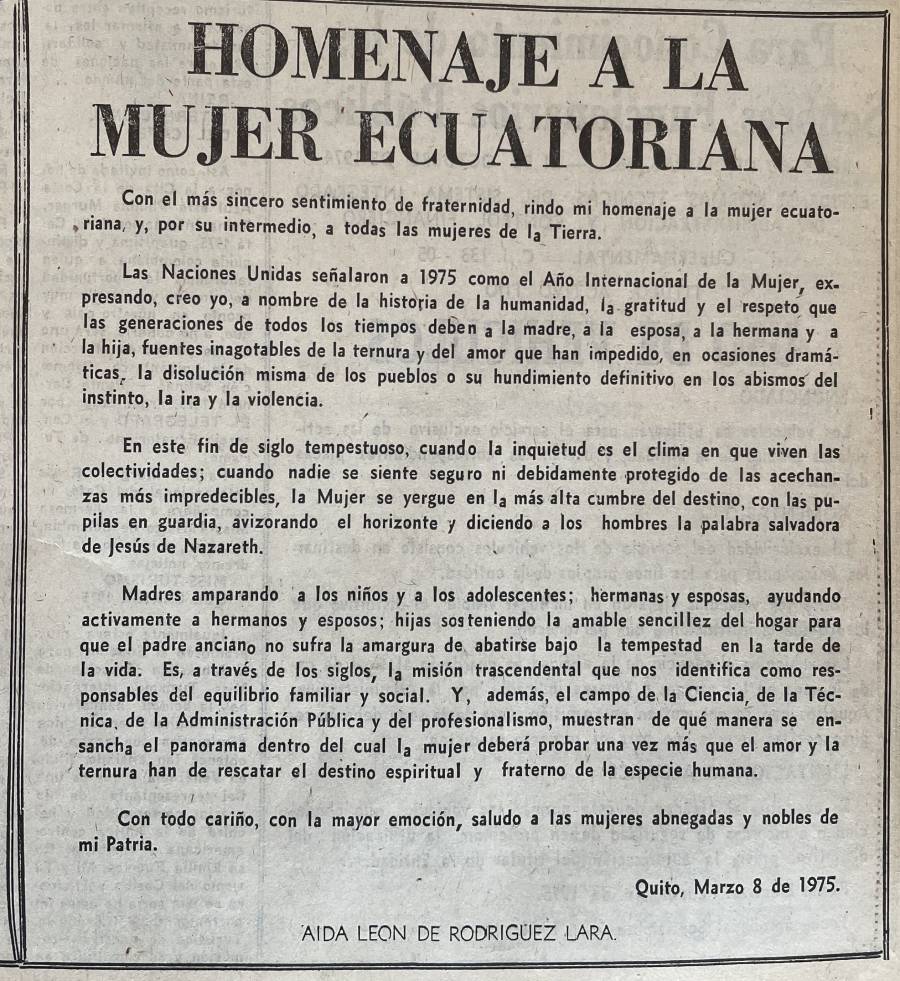 HOMENAJE A LA
MUJER ECUATORIANA
Con el más sincero sentimiento de fraternidad, rindo mi homenaje a la mujer ecuato-
riana, y, por su intermedio, a todas las mujeres de la Tierra.
Las Naciones Unidas señalaron a 1975 como el Año Internacional de la Mujer, ex-
presando, creo yo, a nombre de la historia de la humanidad, la gratitud y el respeto que
las generaciones de todos los tiempos deben a la madre, a la esposa, a la hermana y a
la hija, fuentes inagotables de la ternura y del amor que han impedido, en ocasiones dramá-
ticas, la disolución misma de los pueblos o su hundimiento definitivo en los abismos del
instinto, la ira y la violencia.
En este fin de siglo tempestuoso, cuando la inquietud es el clima en que viven las
colectividades; cuando nadie se siente seguro ni debidamente protegido de las acechan-
zas más impredecibles, la Mujer se yergue en la más alta cumbre del destino, con las pu-
pilas en guardia, avizorando el horizonte y diciendo a los hombres la palabra salvadora
de Jesús de Nazareth.
Madres amparando a los niños y a los adolescentes; hermanas y esposas, ayudando
activamente a hermanos y esposos; hijas sosteniendo la amable sencillez del hogar para
que el padre anciano no sufra la amargura de abatirse bajo la tempestad en la tarde de
la vida. Es, a través de los siglos, la misión trascendental que nos identifica como res-
ponsables del equilibrio familiar y social. Y, además, el campo de la Ciencia, de la Téc-
nica, de la Administración Pública y del profesionalismo, muestran de qué manera se en-
sancha el panorama dentro del cual la mujer deberá probar una vez más que el amor y la
ternura han de rescatar el destino espiritual y fraterno de la especie humana.
Con todo cariño, con la mayor emoción, saludo a las mujeres abnegadas y nobles de
mi Patria.
Quito, Marzo 8 de 1975.
AIDA LEON DE RODRIGUEZ LARA.